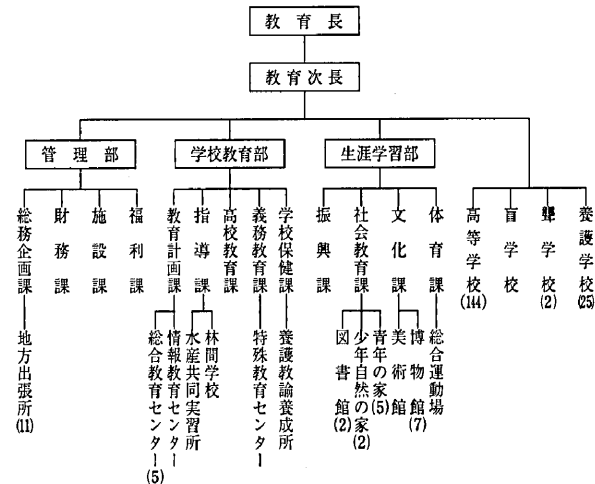 教育長
教育次長
管理部
学校教育部
生涯学習部
総務企画課
財務課
施設課
福利課
教育計画課
指導課
高校教育課
義務教育課
学校保健課
振興課
社会教育課
文化課
体育課
高等学校(144)
盲学校
聾学校(2)
養護学校(25)
地方出張所(11)
総合教育センター(5)
情報教育センター
水産共同実習所
林間学校
特殊教育センター
養護教諭養成所
図書館(2)
少年自然の家(2)
青年の家(5)
美術館
博物館(7)
総合運動場